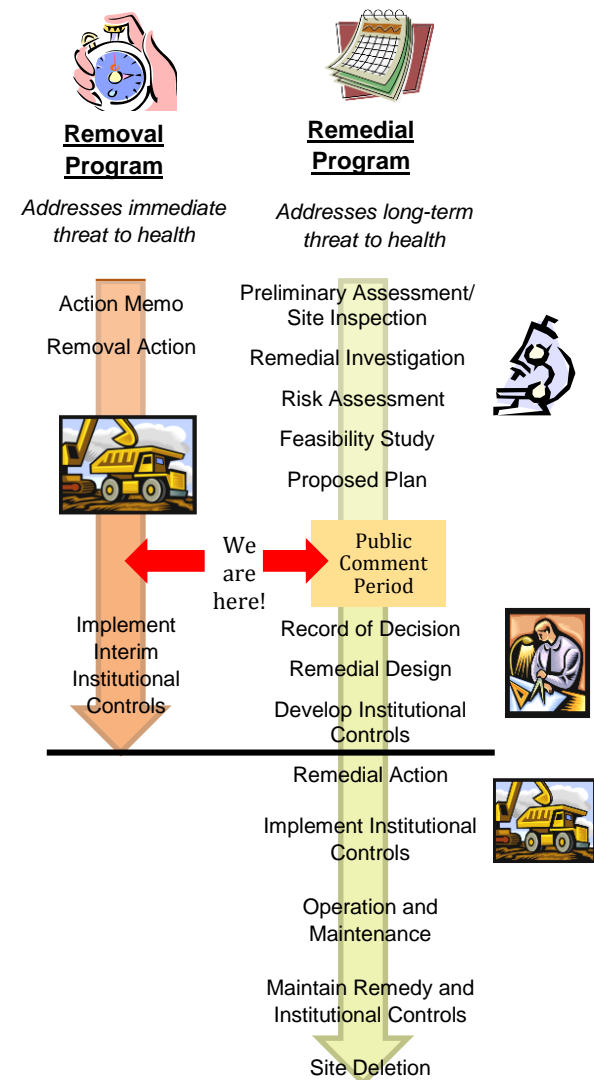 Removal
Program
Addresses immediate
threat to health
Action Memo
Removal Action
Implement
Interim
Institutional
Controls
We
are
here!
Remedial
Program
Addresses long-term
threat to health
Preliminary Assessment/
Site Inspection
Remedial Investigation
Risk Assessment
Feasibility Study
Proposed Plan
Public
Comment
Period
Record of Decision
Remedial Design
Develop Institutional
Controls
Remedial Action
Implement Institutional
Controls
Operation and
Maintenance
Maintain Remedy and
Institutional Controls
Site Deletion